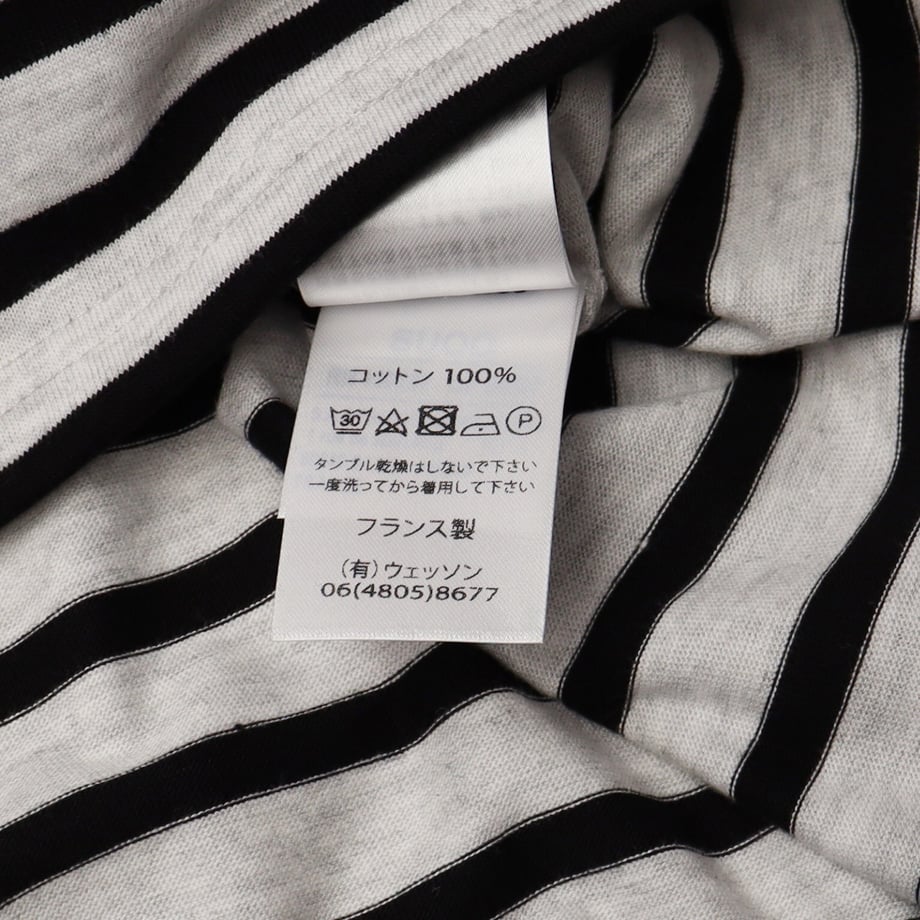 コットン 100%
30 P
タンブル乾燥はしないで下さい
一度洗ってから着用して下さい
フランス製
(有)ウェッソン
06(4805)8677